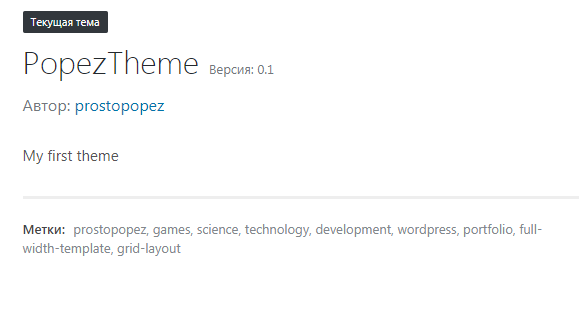 Текущая тема
PopezTheme Версия: 0.1
Автор: prostopopez
My first theme
Метки: prostopopez, games, science, technology, development, wordpress, portfolio, full-
width-template, grid-layout